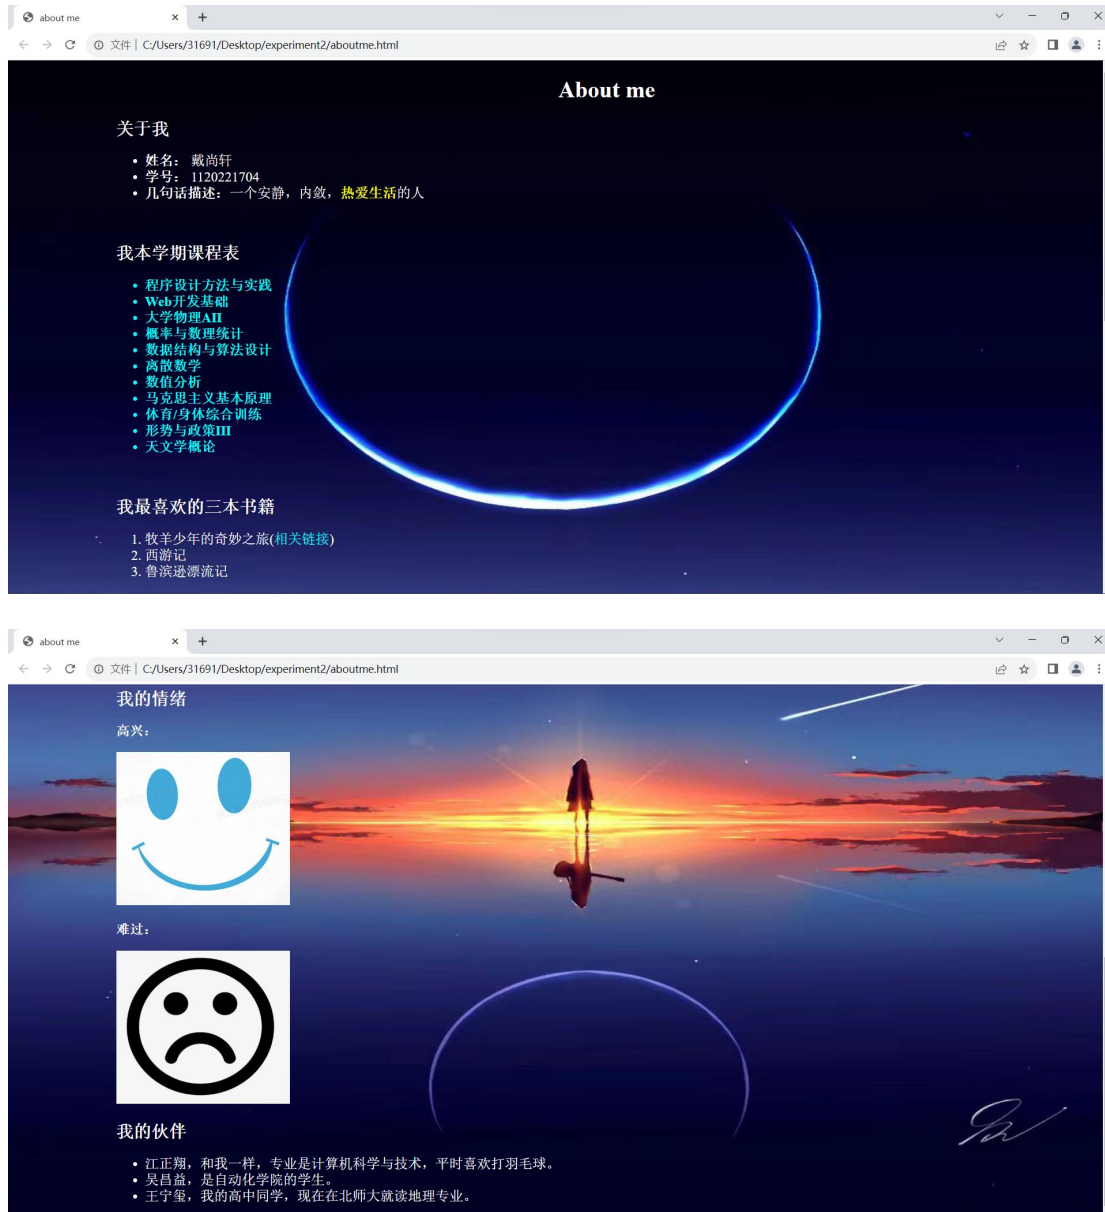 about me
文件 | C:/Users/31691/Desktop/experiment2/aboutme.html
About me
关于我
• 姓名： 戴尚轩
• 学号： 1120221704
• 几句话描述：一个安静，内敛，热爱生活的人
我本学期课程表
• 程序设计方法与实践
• Web开发基础
• 大学物理AII
• 概率与数理统计
• 数据结构与算法设计
• 离散数学
• 数值分析
• 马克思主义基本原理
• 体育/身体综合训练
• 形势与政策III
• 天文学概论
我最喜欢的三本书籍
1. 牧羊少年的奇妙之旅(相关链接)
2. 西游记
3. 鲁滨逊漂流记
about me
文件 | C:/Users/31691/Desktop/experiment2/aboutme.html
我的情绪
高兴：
难过：
我的伙伴
• 江正翔，和我一样，专业是计算机科学与技术，平时喜欢打羽毛球。
• 吴昌益，是自动化学院的学生。
• 王宁玺，我的高中同学，现在在北师大就读地理专业。